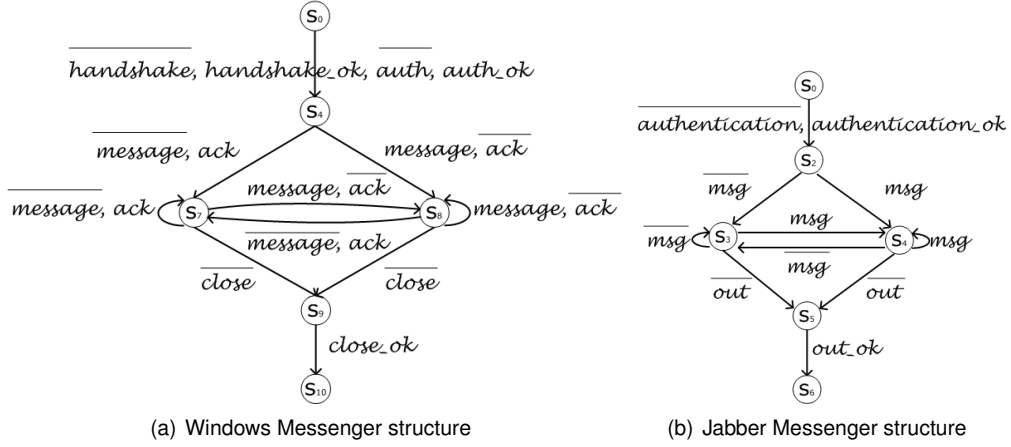 S0
handshake, handshake_ok, auth, auth_ok
S4
message, ack
message, ack
message, ack
S7
message, ack
message, ack
S8
message, ack
close
close
S9
close_ok
S10
(a) Windows Messenger structure
S0
authentication, authentication_ok
S2
msg
msg
msg
S3
msg
msg
S4
msg
out
out
S5
out_ok
S6
(b) Jabber Messenger structure